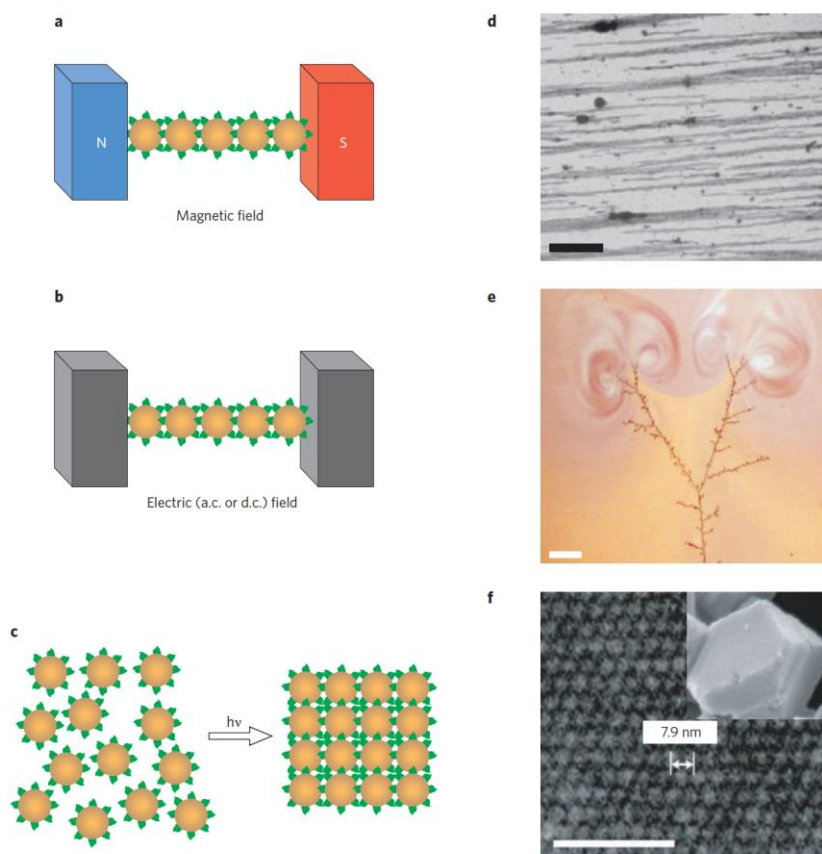 a
N
S
Magnetic field
b
Electric (a.c. or d.c.) field
c
hν
d
e
f
7.9 nm